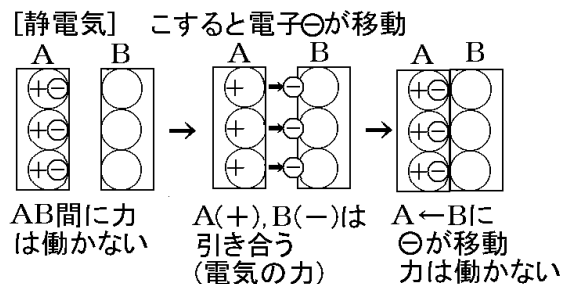 [静電気] こすると電子⊖が移動
A B A B A B
+⊖ + ⊖ +⊖
+⊖ + ⊖ +⊖
+⊖ + ⊖ +⊖
AB間に力
は働かない
A(+),B(−)は
引き合う
(電気の力)
A←Bに
⊖が移動
力は働かない